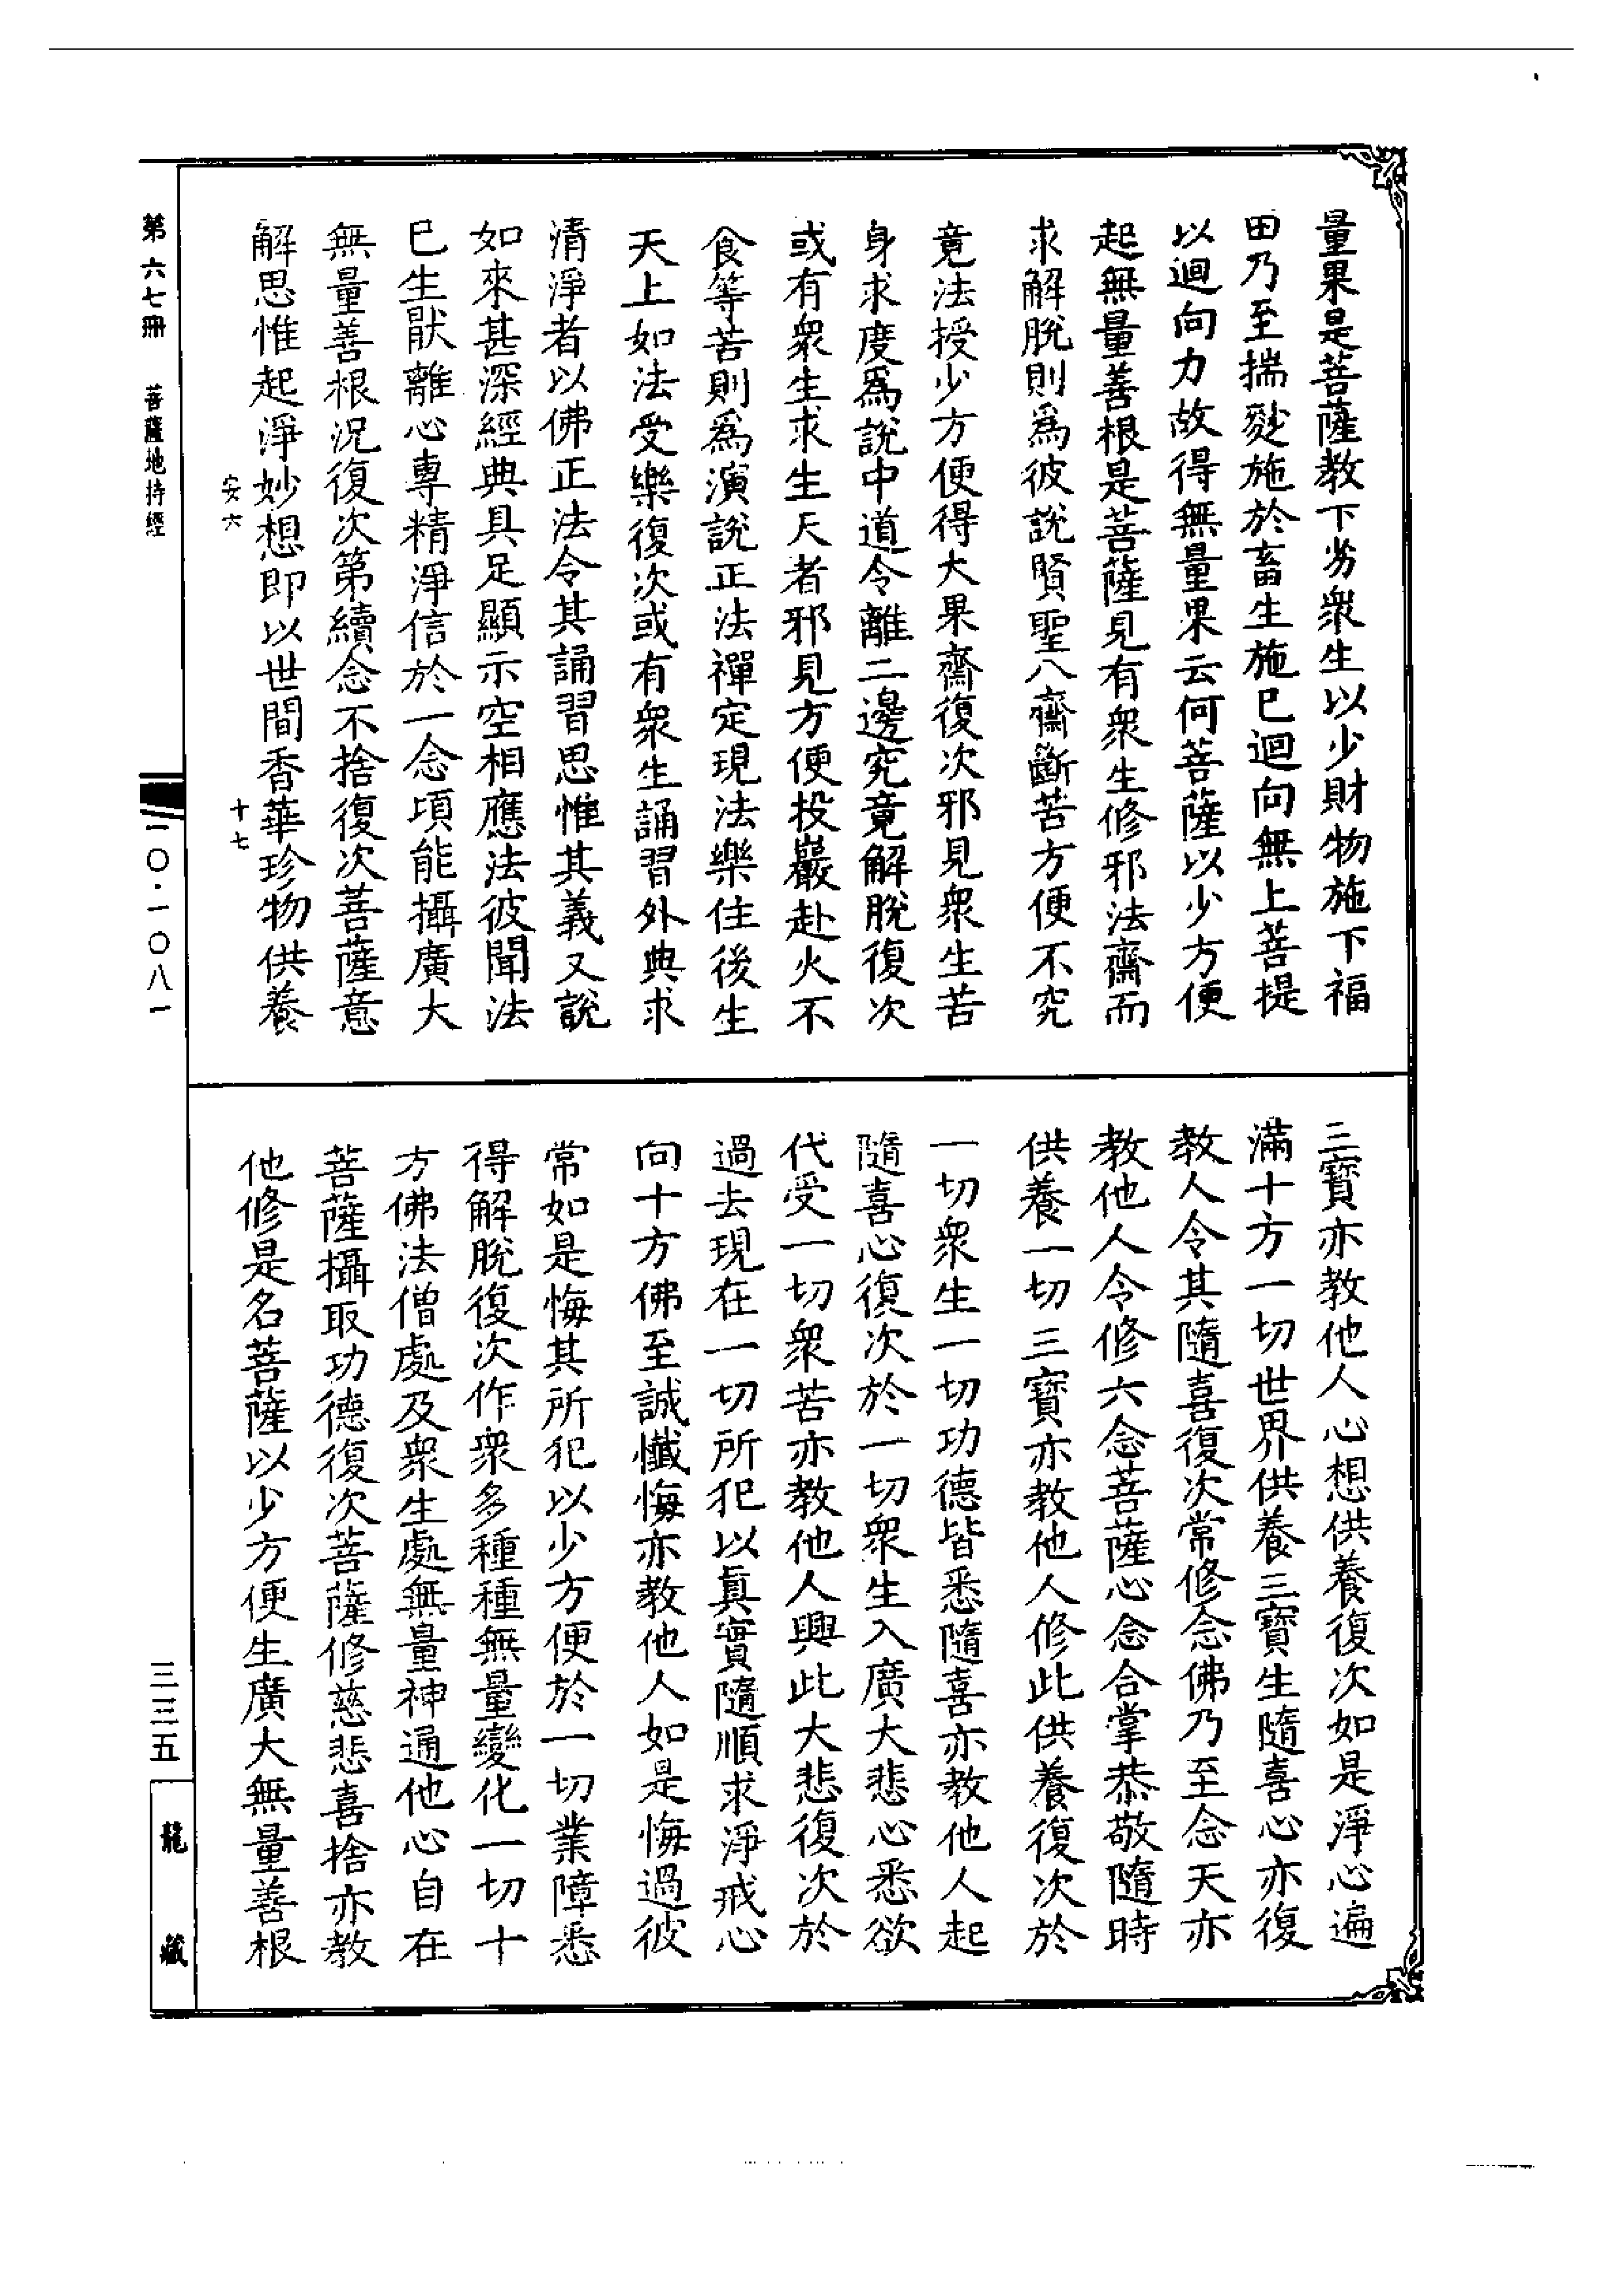 量果是菩薩教下劣衆生以少財物施下福
田乃至揣麨施於畜生施已迴向無上菩提
以迴向力故得無量果云何菩薩以少方便
起無量善根是菩薩見有衆生修邪法齋而
求解脫則爲彼說賢聖八齋斷苦方便不究
竟法授少方便得大果齋復次邪見衆生苦
身求度爲說中道令離二邊究竟解脫復次
或有衆生求生天者邪見方便投巖赴火不
食等苦則爲演說正法禪定現法樂住後生
天上如法受樂復次或有衆生誦習外典求
清淨者以佛正法令其誦習思惟其義又說
如來甚深經典具足顯示空相應法彼聞法
已生猒離心專精淨信於一念頃能攝廣大
無量善根況復次第續念不捨復次菩薩意
解思惟起淨妙想即以世間香華珍物供養
安六
十七
三寶亦教他人心想供養復次如是淨心遍
滿十方一切世界供養三寶生隨喜心亦復
教人令其隨喜復次常修念佛乃至念天亦
教他人令修六念菩薩心念合掌恭敬隨時
供養一切三寶亦教他人修此供養復次於
一切衆生一切功德皆悉隨喜亦教他人起
隨喜心復次於一切衆生入廣大悲心悉欲
代受一切衆苦亦教他人興此大悲復次於
過去現在一切所犯以眞實隨順求淨戒心
向十方佛至誠懺悔亦教他人如是悔過彼
常如是悔其所犯以少方便於一切業障悉
得解脫復次作衆多種種無量變化一切十
方佛法僧處及衆生處無量神通他心自在
菩薩攝取功德復次菩薩修慈悲喜捨亦教
他修是名菩薩以少方便生廣大無量善根
第六七冊
菩薩地持經
一〇·一〇八一
三三五
龍藏